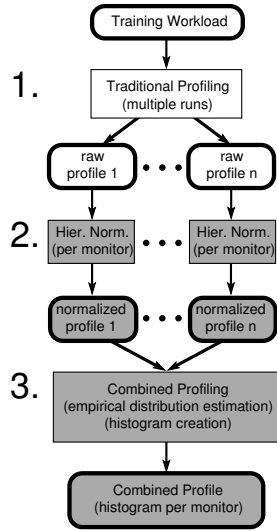 Training Workload
1.
Traditional Profiling
(multiple runs)
raw
profile 1
raw
profile n
2.
Hier. Norm.
(per monitor)
Hier. Norm.
(per monitor)
normalized
profile 1
normalized
profile n
3.
Combined Profiling
(empirical distribution estimation)
(histogram creation)
Combined Profile
(histogram per monitor)